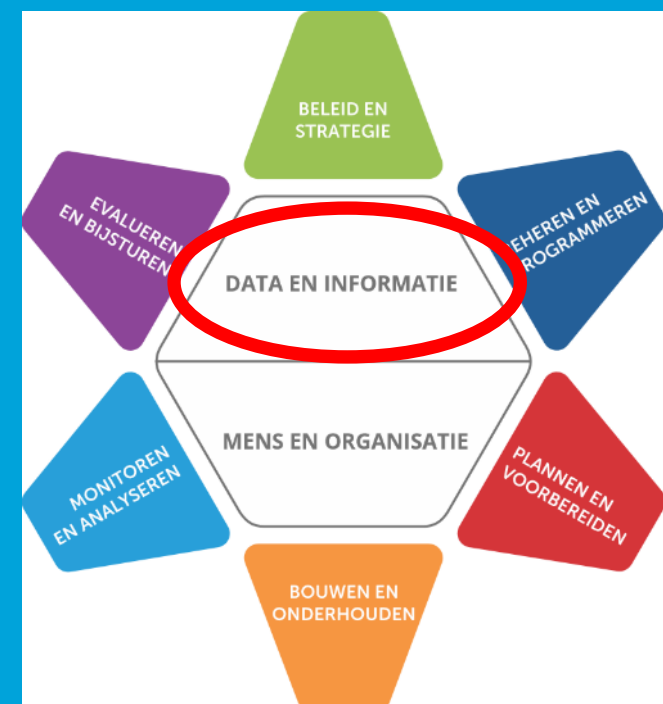 BELEID EN
STRATEGIE
EVALUEREN
EN BIJSTUREN
EHEREN EN
ROGRAMMEREN
DATA EN INFORMATIE
MENS EN ORGANISATIE
MONITOREN
EN ANALYSEREN
PLANNEN EN
VOORBEREIDEN
BOUWEN EN
ONDERHOUDEN